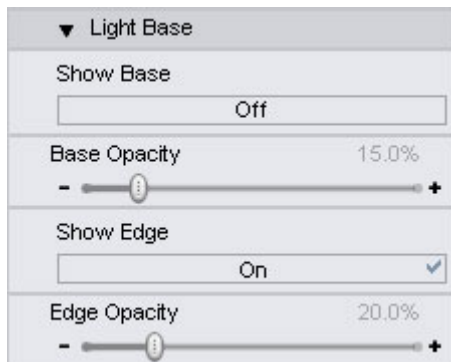 Light Base
Show Base
Off
Base Opacity 15.0%
- +
Show Edge
On
Edge Opacity 20.0%
- +